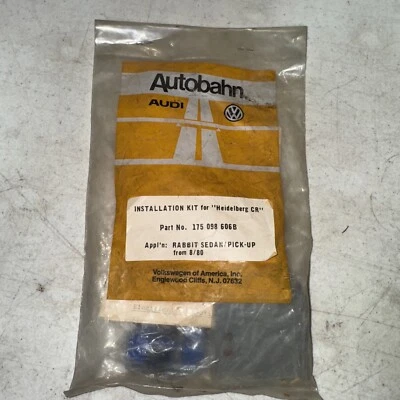 Autobahn
AUDI
INSTALLATION KIT for "Heidelberg CR"
Part No. 175 098 606B
Appl'n: RABBIT SEDAN/PICK-UP
from 8/80
Volkswagen of America, Inc.
Englewood Cliffs, N.J. 07632